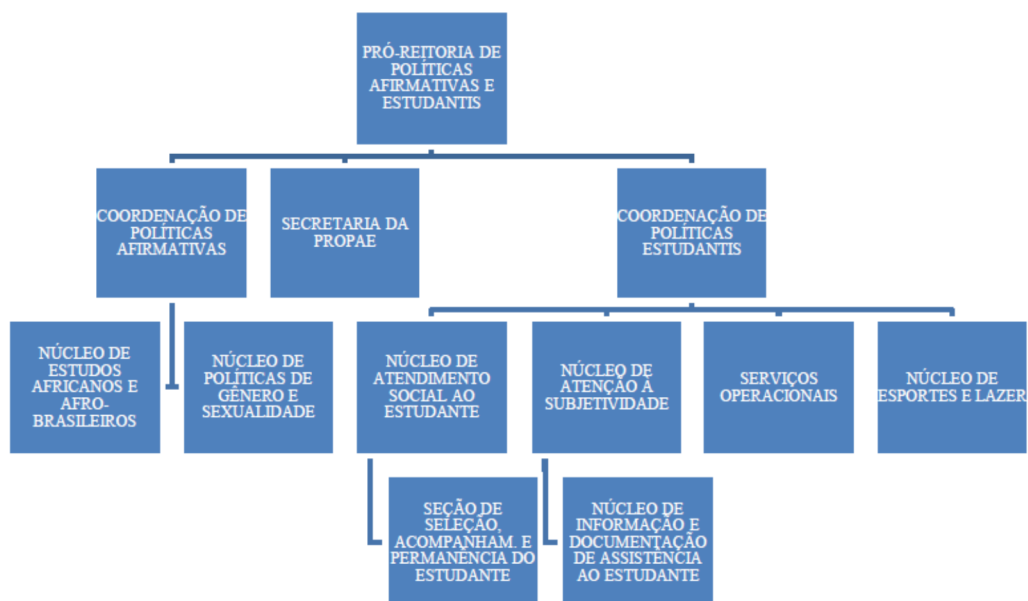 PRÓ-REITORIA DE
POLÍTICAS
AFIRMATIVAS E
ESTUDANTIS
COORDENAÇÃO DE
POLÍTICAS
AFIRMATIVAS
SECRETARIA DA
PROPAE
COORDENAÇÃO DE
POLÍTICAS
ESTUDANTIS
NÚCLEO DE
ESTUDOS
AFRICANOS E
AFRO-
BRASILEIROS
NÚCLEO DE
POLÍTICAS DE
GÊNERO E
SEXUALIDADE
NÚCLEO DE
ATENDIMENTO
SOCIAL AO
ESTUDANTE
NÚCLEO DE
ATENÇÃO À
SUBJETIVIDADE
SERVIÇOS
OPERACIONAIS
NÚCLEO DE
ESPORTES E LAZER
SEÇÃO DE
SELEÇÃO,
ACOMPANHAM. E
PERMANÊNCIA DO
ESTUDANTE
NÚCLEO DE
INFORMAÇÃO E
DOCUMENTAÇÃO
DE ASSISTÊNCIA
AO ESTUDANTE